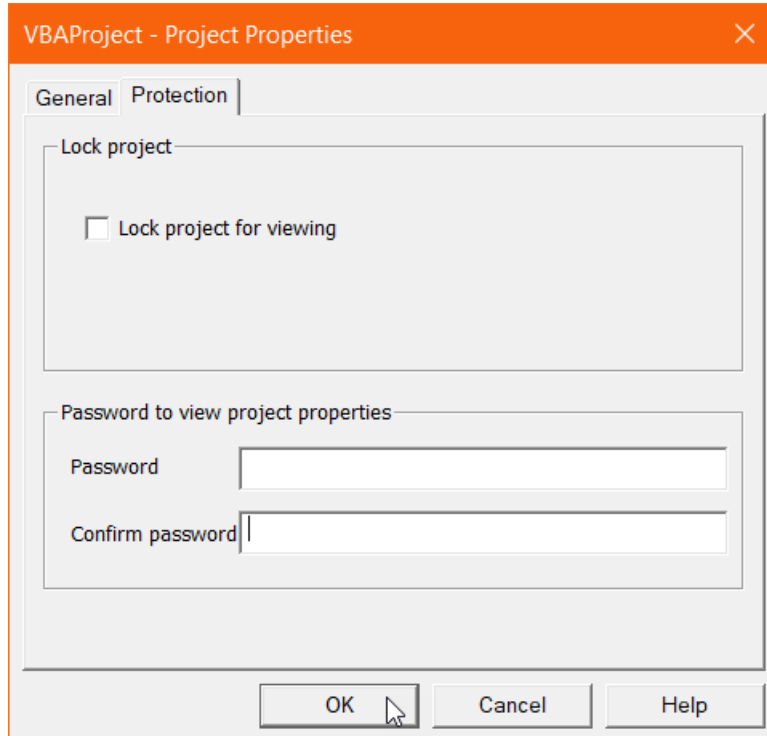 VBAProject - Project Properties
General Protection
Lock project
Lock project for viewing
Password to view project properties
Password
Confirm password
OK Cancel Help